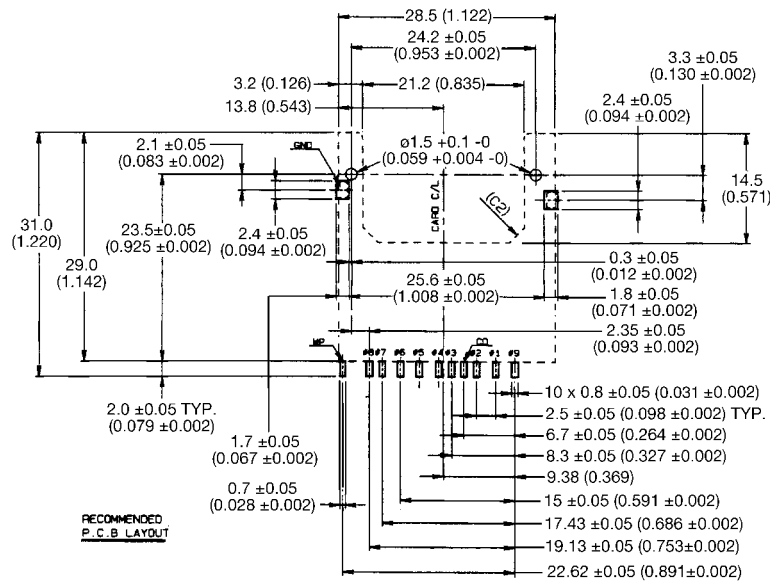 28.5 (1.122)
24.2 ±0.05
(0.953 ±0.002)
3.3 ±0.05
(0.130 ±0.002)
3.2 (0.126)
21.2 (0.835)
2.4 ±0.05
(0.094 ±0.002)
13.8 (0.543)
2.1 ±0.05
(0.083 ±0.002)
GND
ø1.5 +0.1 -0
(0.059 +0.004 -0)
14.5
(0.571)
CARD C/L
(C2)
31.0
(1.220)
29.0
(1.142)
23.5±0.05
(0.925 ±0.002)
2.4 ±0.05
(0.094 ±0.002)
0.3 ±0.05
(0.012 ±0.002)
25.6 ±0.05
(1.008 ±0.002)
1.8 ±0.05
(0.071 ±0.002)
2.35 ±0.05
(0.093 ±0.002)
WP
CD
#8 #7 #6 #5 #4 #3 #2 #1 #9
2.0 ±0.05 TYP.
(0.079 ±0.002)
10 x 0.8 ±0.05 (0.031 ±0.002)
2.5 ±0.05 (0.098 ±0.002) TYP.
1.7 ±0.05
(0.067 ±0.002)
6.7 ±0.05 (0.264 ±0.002)
8.3 ±0.05 (0.327 ±0.002)
9.38 (0.369)
0.7 ±0.05
(0.028 ±0.002)
15 ±0.05 (0.591 ±0.002)
17.43 ±0.05 (0.686 ±0.002)
19.13 ±0.05 (0.753±0.002)
22.62 ±0.05 (0.891±0.002)
RECOMMENDED
P.C.B LAYOUT